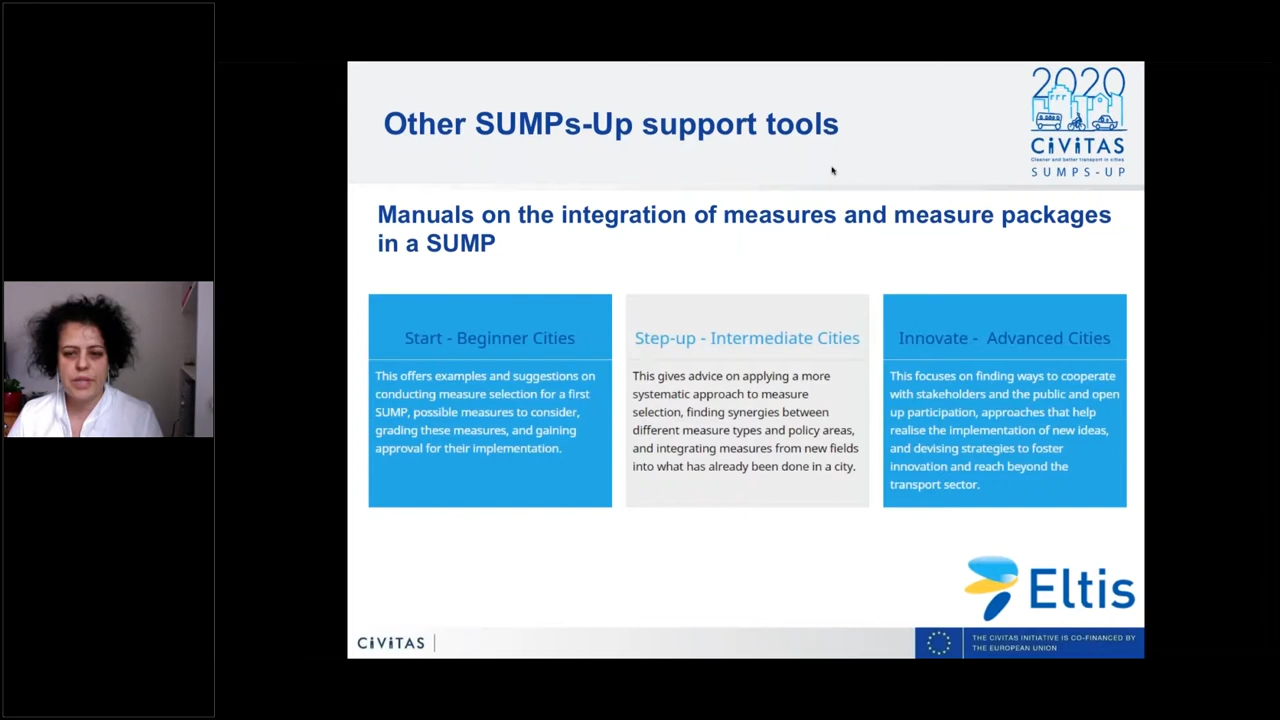 Other SUMPs-Up support tools
2020
CiViTAS
Cleaner and better transport in cities
SUMPS-UP
Manuals on the integration of measures and measure packages
in a SUMP
Start - Beginner Cities
This offers examples and suggestions on
conducting measure selection for a first
SUMP, possible measures to consider,
grading these measures, and gaining
approval for their implementation.
Step-up - Intermediate Cities
This gives advice on applying a more
systematic approach to measure
selection, finding synergies between
different measure types and policy areas,
and integrating measures from new fields
into what has already been done in a city.
Innovate - Advanced Cities
This focuses on finding ways to cooperate
with stakeholders and the public and open
up participation, approaches that help
realise the implementation of new ideas,
and devising strategies to foster
innovation and reach beyond the
transport sector.
Eltis
CiViTAS
THE CIVITAS INITIATIVE IS CO-FINANCED BY
THE EUROPEAN UNION